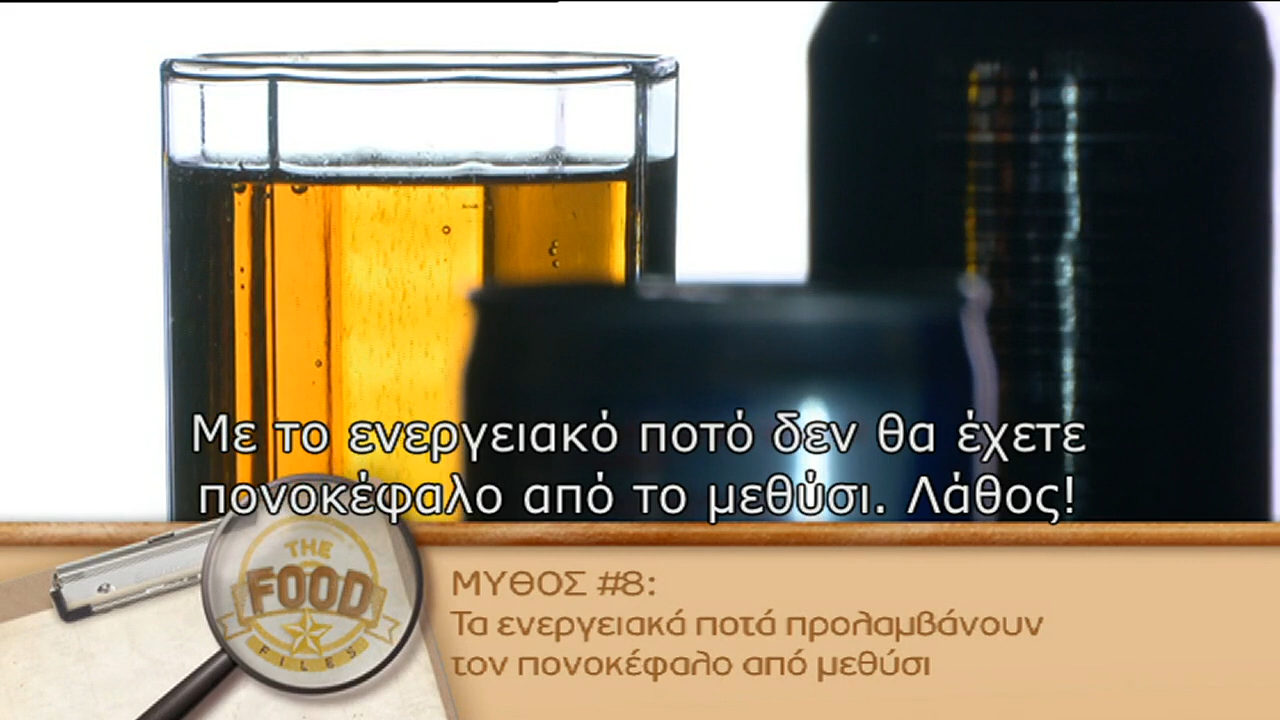 Με το ενεργειακό ποτό δεν θα έχετε
πονοκέφαλο από το μεθύσι. Λάθος!
THE
FOOD
FILES
ΜΥΘΟΣ #8:
Τα ενεργειακά ποτά προλαμβάνουν
τον πονοκέφαλο από μεθύσι